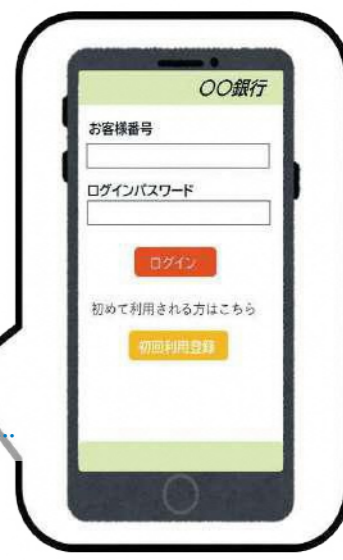 〇〇銀行
お客様番号
ログインパスワード
ログイン
初めて利用される方はこちら
初回利用登録